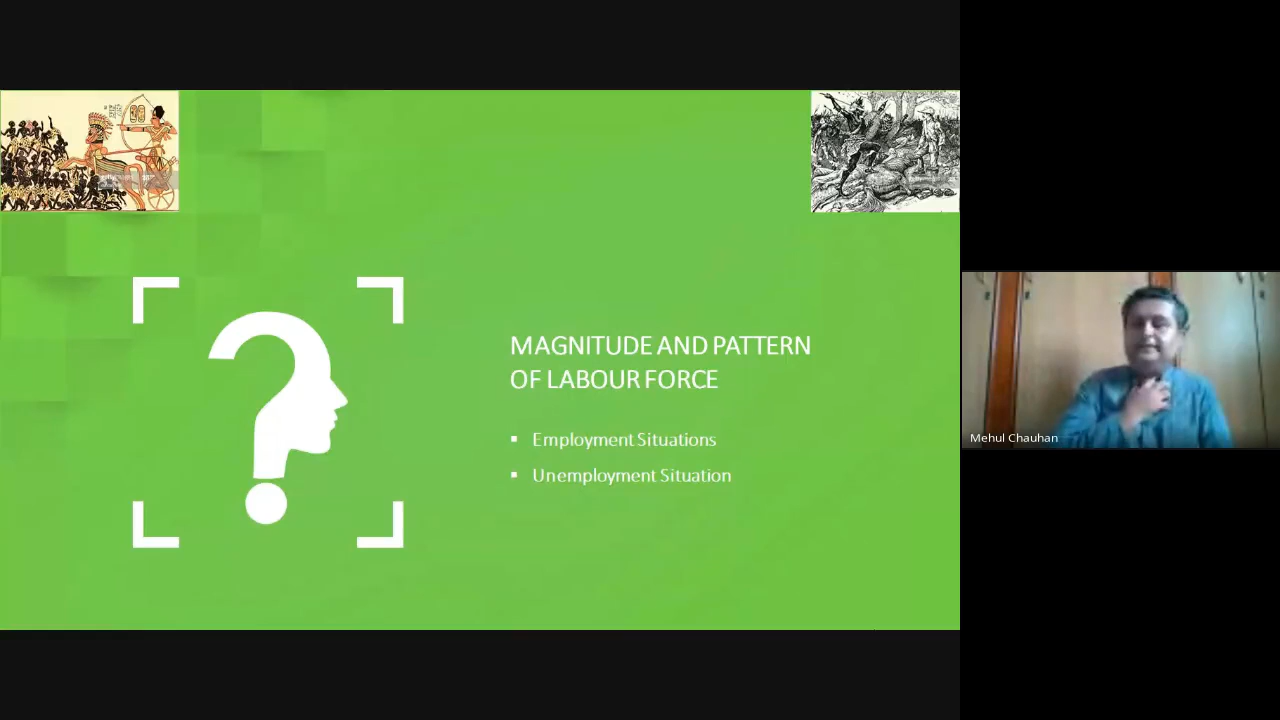 MAGNITUDE AND PATTERN
OF LABOUR FORCE
▪ Employment Situations
▪ Unemployment Situation
Mehul Chauhan